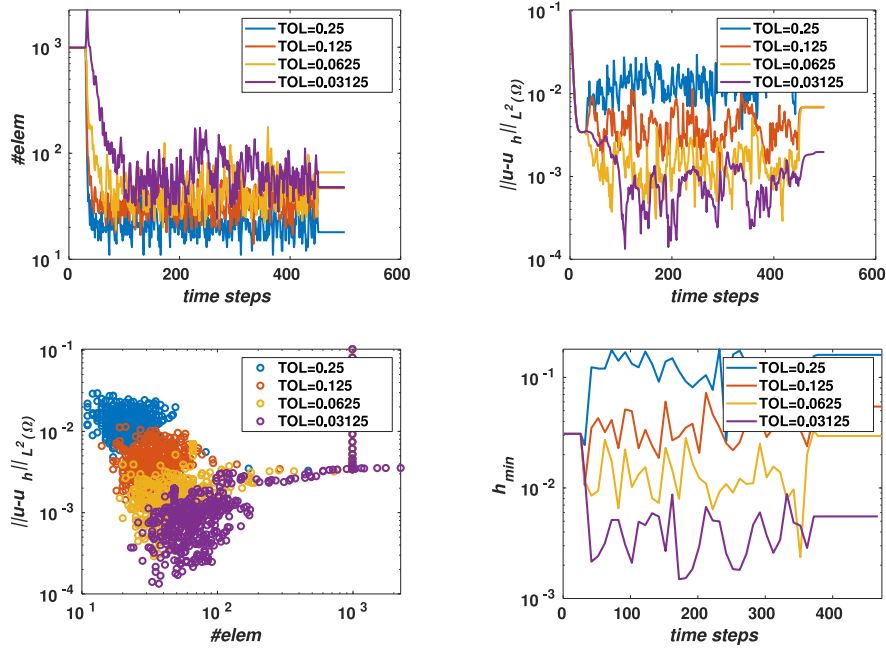 10^3
10^2
10^1
#elem
0
200
400
600
time steps
TOL=0.25
TOL=0.125
TOL=0.0625
TOL=0.03125
10^-1
10^-2
10^-3
10^-4
||u-u_h||_L^2(Ω)
0
200
400
600
time steps
TOL=0.25
TOL=0.125
TOL=0.0625
TOL=0.03125
10^-1
10^-2
10^-3
10^-4
||u-u_h||_L^2(Ω)
10^1
10^2
10^3
#elem
TOL=0.25
TOL=0.125
TOL=0.0625
TOL=0.03125
10^-1
10^-2
10^-3
h_min
0
100
200
300
400
time steps
TOL=0.25
TOL=0.125
TOL=0.0625
TOL=0.03125